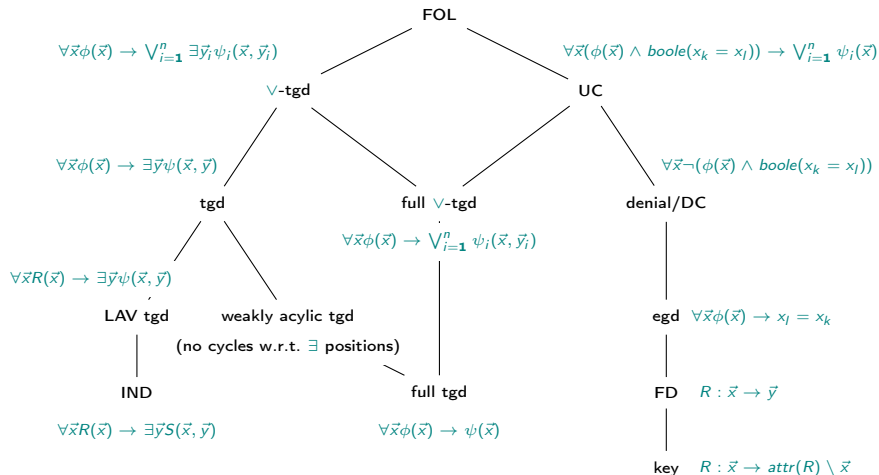 FOL
∀x⃗ϕ(x⃗) → ⋁ⁿᵢ₌₁ ∃y⃗ᵢψᵢ(x⃗, y⃗ᵢ)
∀x⃗(ϕ(x⃗) ∧ boole(xₖ = xₗ)) → ⋁ⁿᵢ₌₁ ψᵢ(x⃗)
∨-tgd
UC
∀x⃗ϕ(x⃗) → ∃y⃗ψ(x⃗, y⃗)
∀x⃗¬(ϕ(x⃗) ∧ boole(xₖ = xₗ))
tgd
full ∨-tgd
denial/DC
∀x⃗ϕ(x⃗) → ⋁ⁿᵢ₌₁ ψᵢ(x⃗, y⃗ᵢ)
∀x⃗R(x⃗) → ∃y⃗ψ(x⃗, y⃗)
LAV tgd
weakly acylic tgd
(no cycles w.r.t. ∃ positions)
egd
∀x⃗ϕ(x⃗) → xₗ = xₖ
IND
full tgd
FD
R : x⃗ → y⃗
∀x⃗R(x⃗) → ∃y⃗S(x⃗, y⃗)
∀x⃗ϕ(x⃗) → ψ(x⃗)
key
R : x⃗ → attr(R) \ x⃗